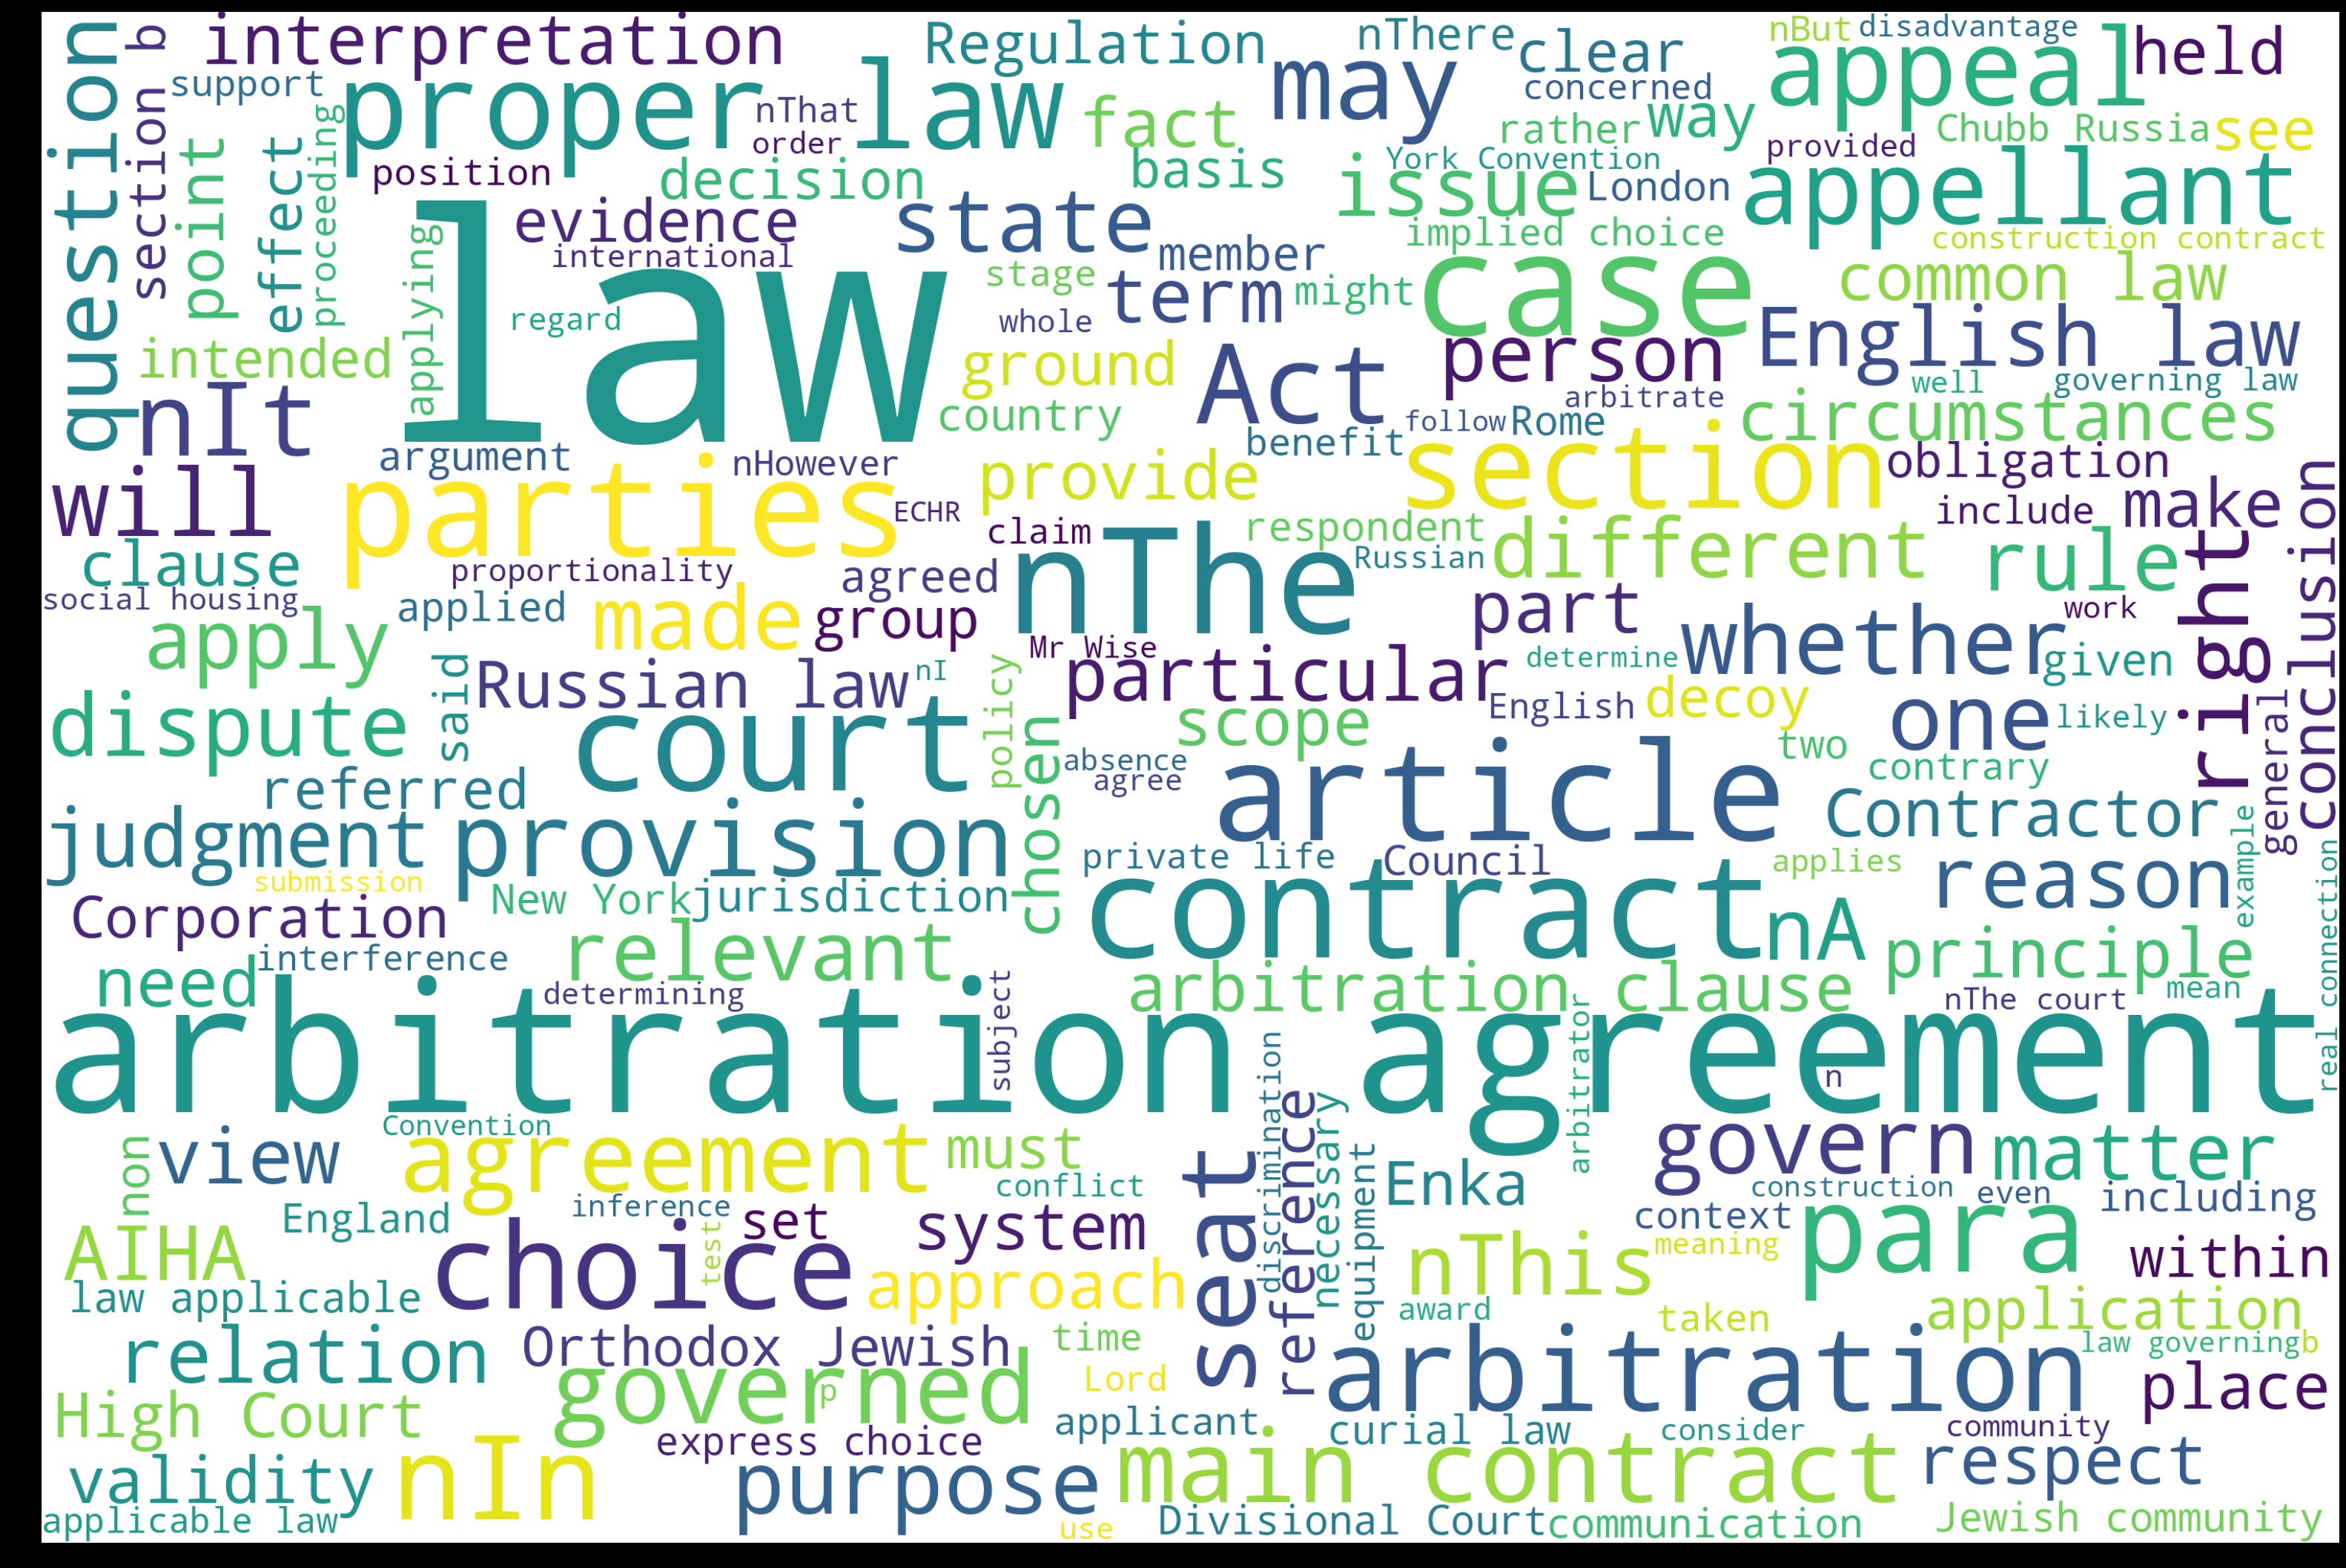 question
section b
interpretation
support
point
effect
proceeding
proper law
nThat
order
position
decision
Regulation
fact
basis
may
nThere
clear
concerned
rather
way
York Convention
issue
London
nBut
disadvantage
appeal
held
Chubb Russia
see
provided
appellant
implied choice
construction contract
evidence
international
applying
regard
law
state
member
stage
term
might
whole
case
common law
English law
person
intended
nIt
ground
Act
country
arbitrate
well
governing law
follow
Rome
circumstances
benefit
argument
nHowever
will
parties
ECHR
provide
section
obligation
include
make
conclusion
right
claim
respondent
Russian
different
rule
nThe
clause
proportionality
agreed
social housing
applied
made
group
part
whether
work
apply
Mr Wise
particular
determine
given
said
Russian law
nI
policy
dispute
court
chosen
scope
English
decoy
one
likely
two
general
absence
agree
contrary
referred
article
judgment
provision
Contractor
example
private life
Council
applies
submission
New York
jurisdiction
contract
reason
real connection
Corporation
nA
relevant
interference
need
arbitration clause
principle
determining
subject
nThe court
mean
arbitration agreement
arbitrator
n
discrimination
Convention
non
view
agreement
must
seat
reference
necessary
equipment
Enka
govern
matter
conflict
construction
even
including
England
inference
set
system
context
para
AIHA
choice
test
nThis
meaning
within
approach
law applicable
award
taken
application
relation
Orthodox Jewish
time
arbitration
law governing
b
governed
p
Lord
place
High Court
applicant
curial law
consider
community
express choice
nIn
validity
purpose
main contract
respect
applicable law
use
Divisional Court
communication
Jewish community